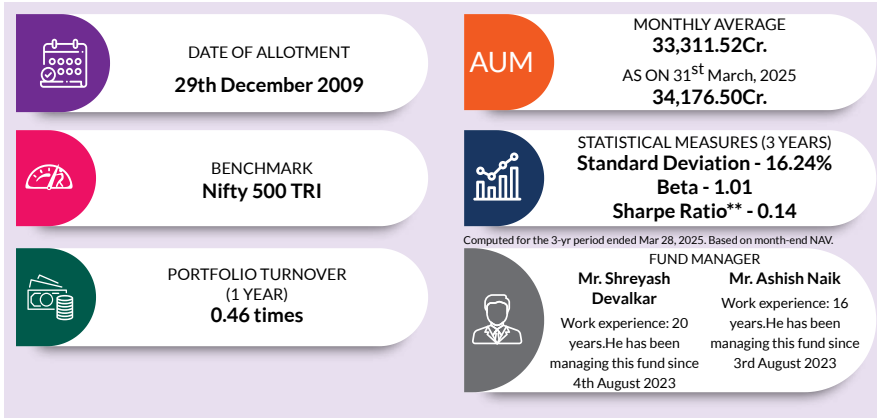 DATE OF ALLOTMENT
29th December 2009
BENCHMARK
Nifty 500 TRI
PORTFOLIO TURNOVER
(1 YEAR)
0.46 times
AUM
MONTHLY AVERAGE
33,311.52Cr.
AS ON 31st March, 2025
34,176.50Cr.
STATISTICAL MEASURES (3 YEARS)
Standard Deviation - 16.24%
Beta - 1.01
Sharpe Ratio** - 0.14
Computed for the 3-yr period ended Mar 28, 2025. Based on month-end NAV.
FUND MANAGER
Mr. Shreyash
Devalkar
Work experience: 20
years.He has been
managing this fund since
4th August 2023
Mr. Ashish Naik
Work experience: 16
years.He has been
managing this fund since
3rd August 2023